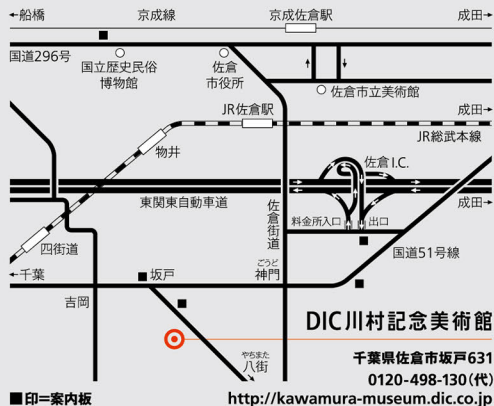 ←船橋
京成線
京成佐倉駅
成田→
国道296号
国立歴史民俗
博物館
佐倉
市役所
佐倉市立美術館
JR佐倉駅
成田→
JR総武本線
物井
佐倉I.C.
東関東自動車道
佐倉街道
料金所入口
出口
成田→
四街道
国道51号線
←千葉
坂戸
ごうど
神門
吉岡
DIC川村記念美術館
千葉県佐倉市坂戸631
やちまた
八街
0120-498-130(代)
■印=案内板
http://kawamura-museum.dic.co.jp